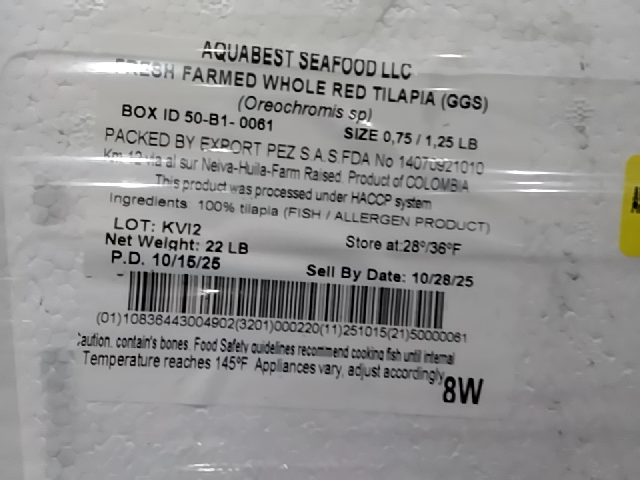 AQUABEST SEAFOOD LLC
FRESH FARMED WHOLE RED TILAPIA (GGS)
(Oreochromis sp)
BOX ID 50-B1- 0061 SIZE 0,75 / 1,25 LB
PACKED BY EXPORT PEZ S.A.S.FDA No 14070921010
Km 12 via al sur Neiva-Huila-Farm Raised. Product of COLOMBIA
This product was processed under HACCP system
Ingredients: 100% tilapia (FISH / ALLERGEN PRODUCT)
LOT: KVI2
Net Weight: 22 LB Store at:28º/36ºF
P.D. 10/15/25 Sell By Date: 10/28/25
(01)10836443004902(3201)000220(11)251015(21)50000061
Caution, contain's bones. Food Safety guidelines recommend cooking fish until internal
Temperature reaches 145ºF Appliances vary, adjust accordingly
8W